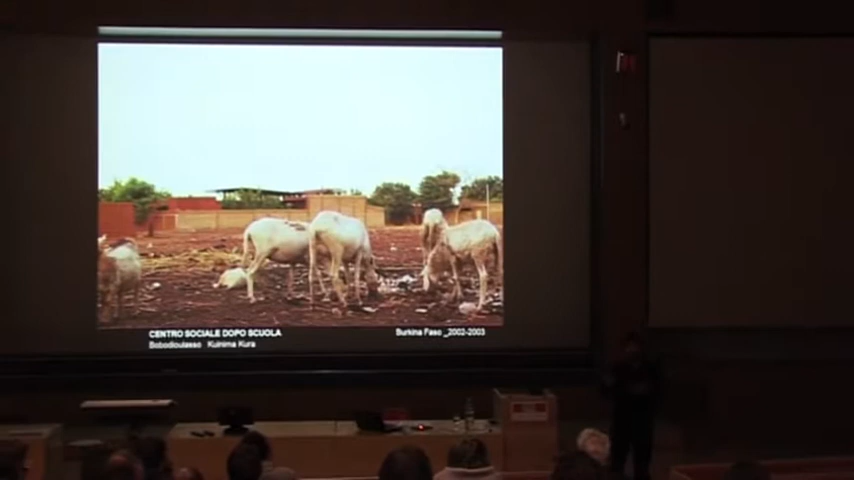 CENTRO SOCIALE DOPO SCUOLA
Bobodioulasso Kuinima Kura
Burkina Faso _2002-2003